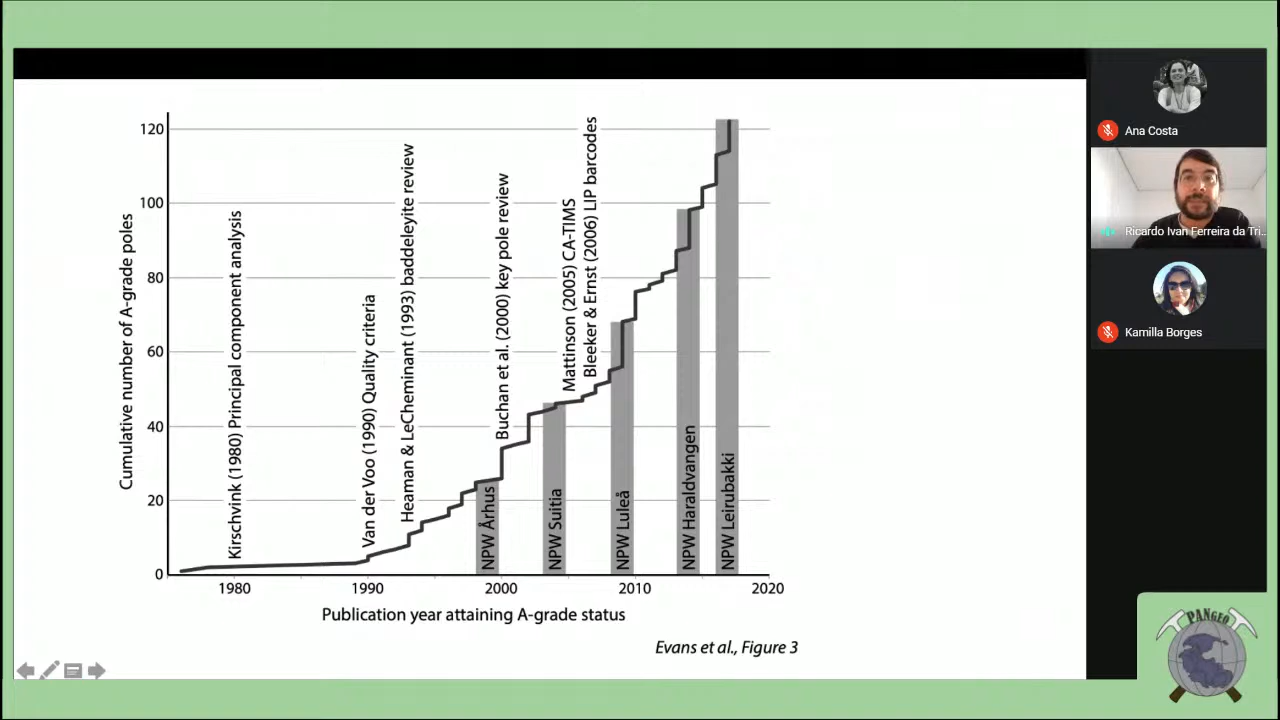 120
100
80
60
40
20
0
Cumulative number of A-grade poles
Kirschvink (1980) Principal component analysis
Van der Voo (1990) Quality criteria
Heaman & LeCheminant (1993) baddeleyite review
Buchan et al. (2000) key pole review
Mattinson (2005) CA-TIMS
Bleeker & Ernst (2006) LIP barcodes
NPW Århus
NPW Suitia
NPW Luleå
NPW Haraldvangen
NPW Leirubakki
1980
1990
2000
2010
2020
Publication year attaining A-grade status
Evans et al., Figure 3
Ana Costa
Ricardo Ivan Ferreira da Tri...
Kamilla Borges
PANGEO